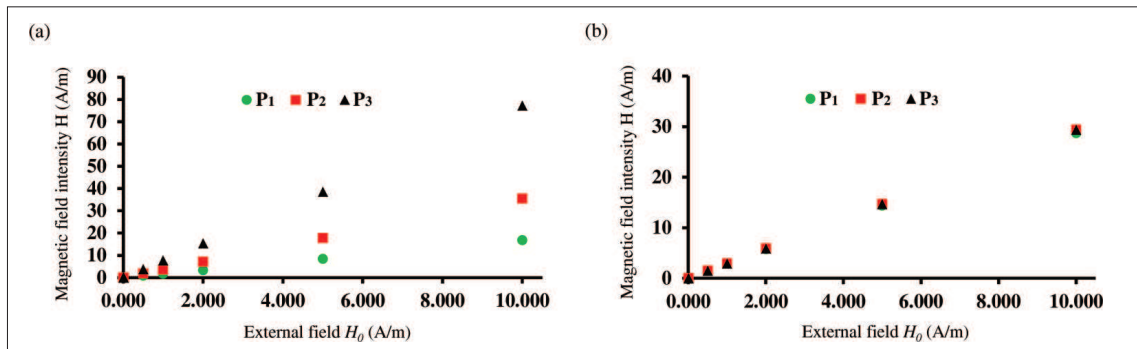 (a)
Magnetic field intensity H (A/m)
90
80
70
60
50
40
30
20
10
0
P1 P2 P3
0.000 2.000 4.000 6.000 8.000 10.000
External field H0 (A/m)
(b)
Magnetic field intensity H (A/m)
40
30
20
10
0
P1 P2 P3
0.000 2.000 4.000 6.000 8.000 10.000
External field H0 (A/m)